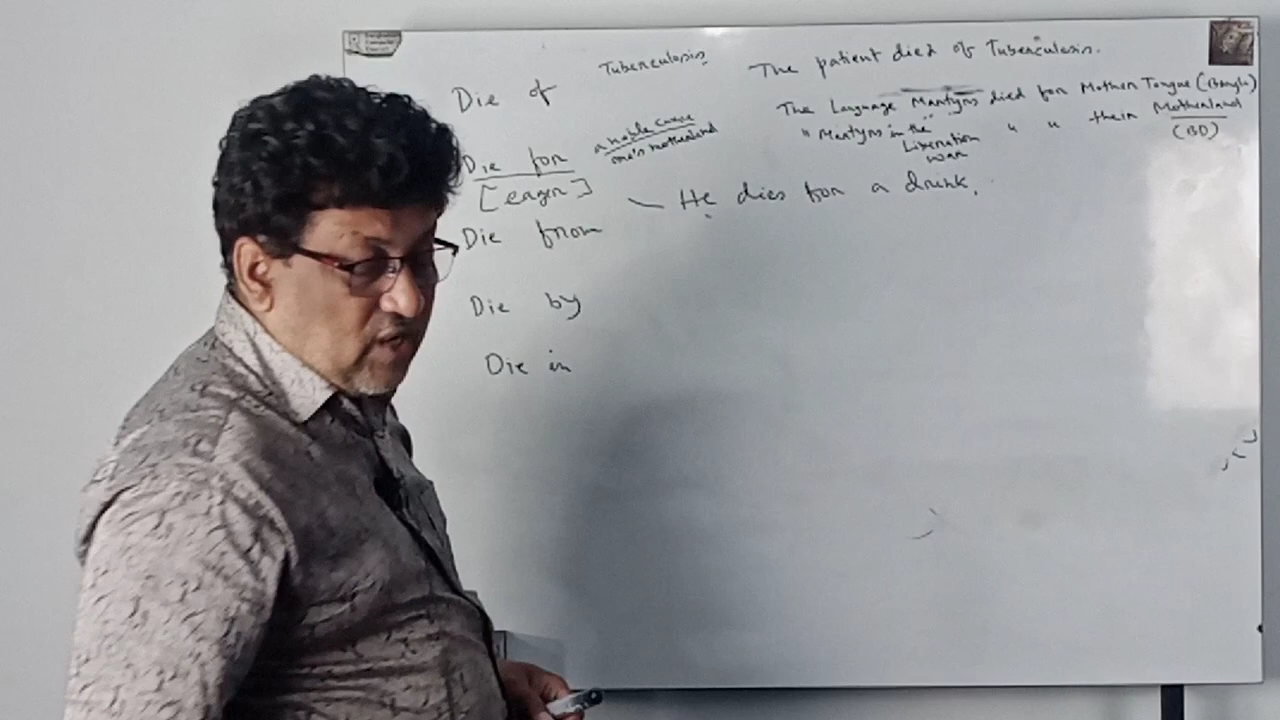 Die of Tuberculosis The patient died of Tuberculosis.
The Language Martyrs died for Mother Tongue (Bangla)
" Martyrs in the " " " their Motherland
Liberation
war
(BD)
Die for a noble cause
one's motherland
[eager] He dies for a drink.
Die from
Die by
Die in